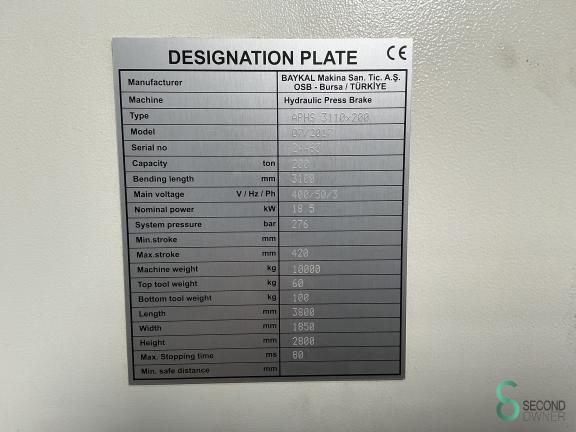 DESIGNATION PLATE CE
Manufacturer BAYKAL Makina San. Tic. A.Ş.
OSB - Bursa / TÜRKİYE
Machine Hydraulic Press Brake
Type APHS 3110x200
Model 07/2017
Serial no
Capacity ton 200
Bending length mm 3100
Main voltage V / Hz / Ph 400/50/3
Nominal power kW 18.5
System pressure bar 276
Min.stroke mm
Max.stroke mm 420
Machine weight kg 10000
Top tool weight kg 60
Bottom tool weight kg 100
Length mm 3800
Width mm 1850
Height mm 2800
Max. Stopping time ms 80
Min. safe distance mm
SECOND
OWNER